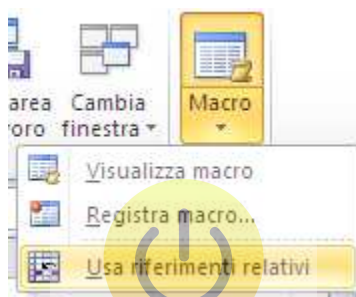 area Cambia Macro
oro finestra
Visualizza macro
Registra macro...
Usa riferimenti relativi